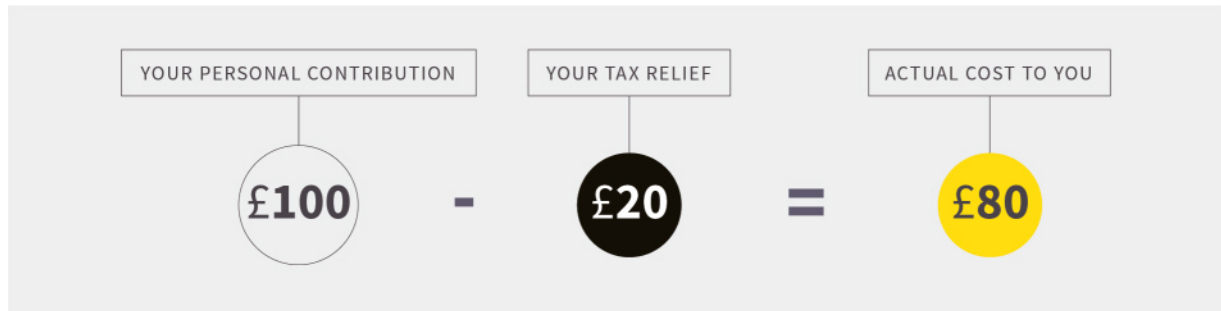 YOUR PERSONAL CONTRIBUTION
YOUR TAX RELIEF
ACTUAL COST TO YOU
£100 - £20 = £80